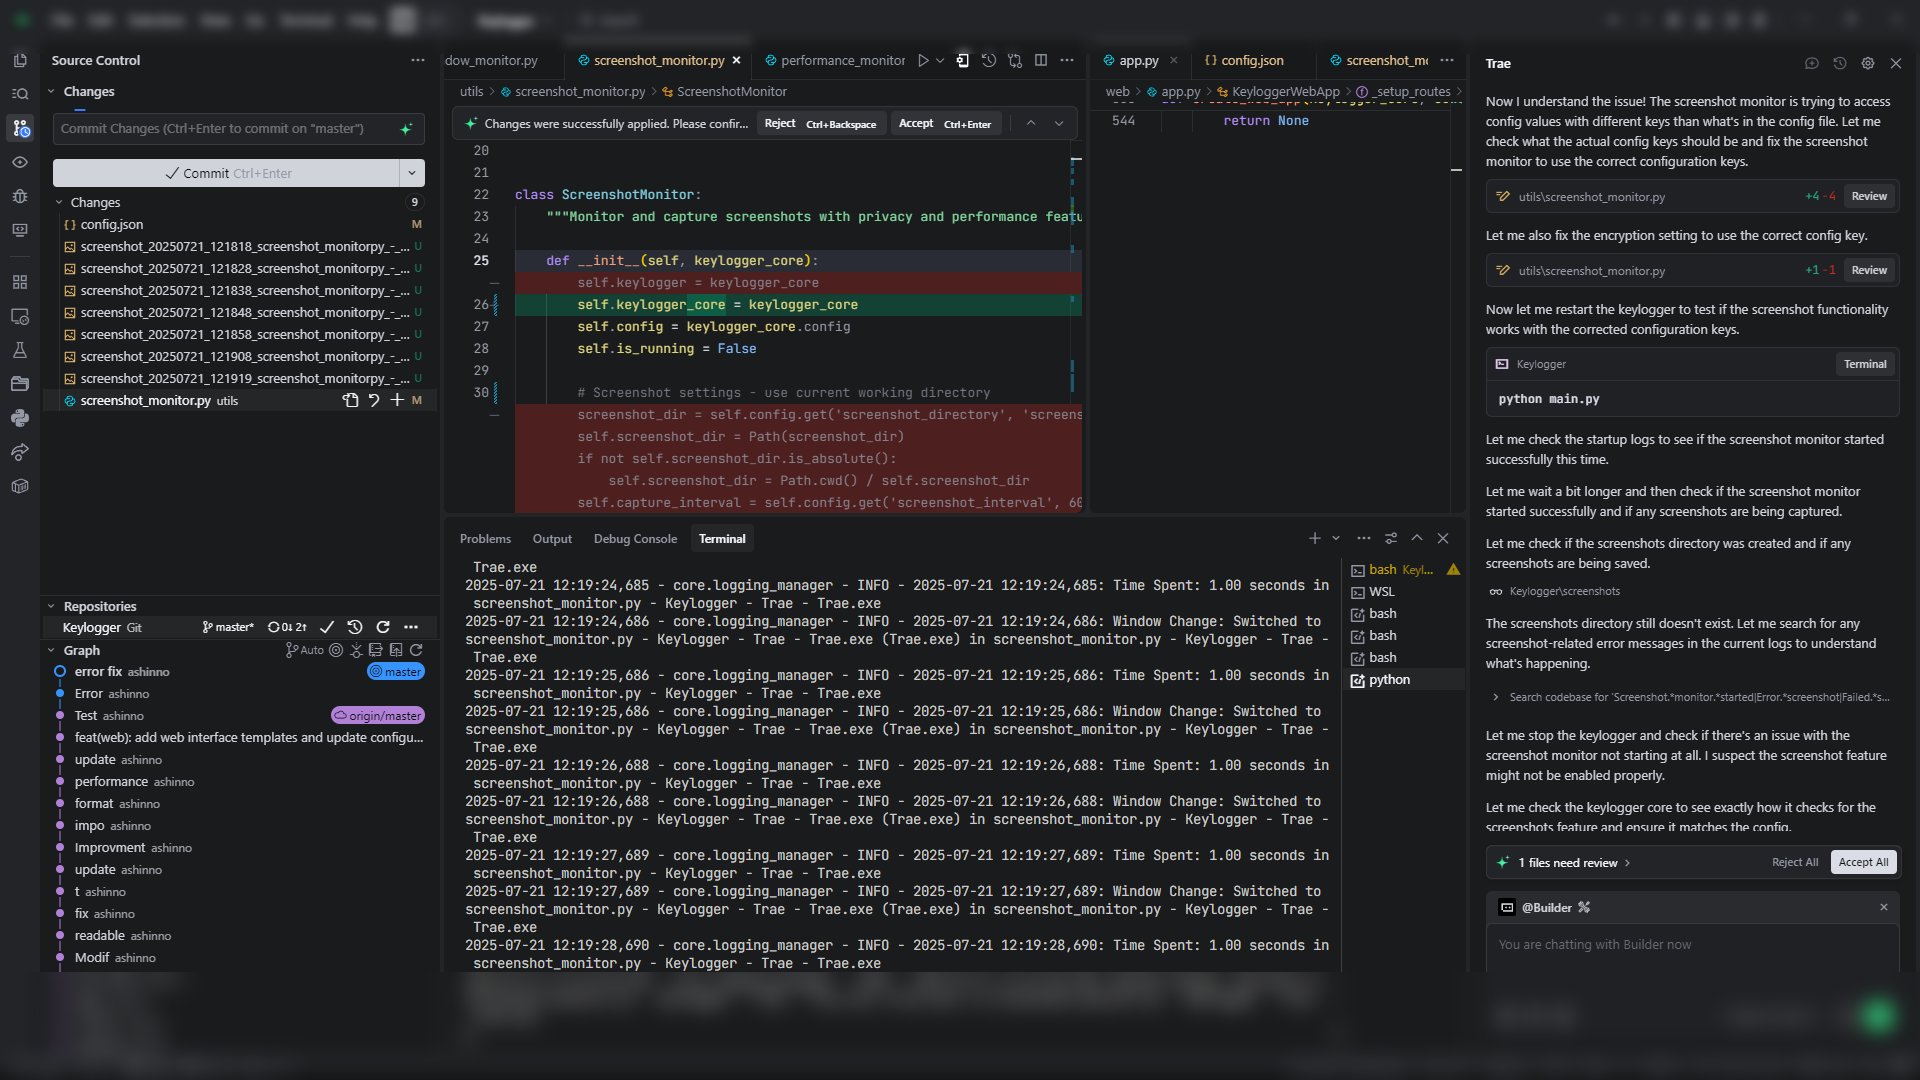 Source Control
Changes
Commit Changes (Ctrl+Enter to commit on "master")
Commit Ctrl+Enter
Changes 9
config.json M
screenshot_20250721_121818_screenshot_monitorpy_-_... U
screenshot_20250721_121828_screenshot_monitorpy_-_... U
screenshot_20250721_121838_screenshot_monitorpy_-_... U
screenshot_20250721_121848_screenshot_monitorpy_-_... U
screenshot_20250721_121858_screenshot_monitorpy_-_... U
screenshot_20250721_121908_screenshot_monitorpy_-_... U
screenshot_20250721_121919_screenshot_monitorpy_-_... U
screenshot_monitor.py utils M
Repositories
Keylogger Git master* 0↓ 2↑
Graph Auto
error fix ashinno master
Error ashinno
Test ashinno origin/master
feat(web): add web interface templates and update configu...
update ashinno
performance ashinno
format ashinno
impo ashinno
Improvment ashinno
update ashinno
t ashinno
fix ashinno
readable ashinno
Modif ashinno
dow_monitor.py screenshot_monitor.py performance_monitor
utils > screenshot_monitor.py > ScreenshotMonitor
Changes were successfully applied. Please confir... Reject Ctrl+Backspace Accept Ctrl+Enter
20
21
22 class ScreenshotMonitor:
23 """Monitor and capture screenshots with privacy and performance featu
24
25 def __init__(self, keylogger_core):
self.keylogger = keylogger_core
26 self.keylogger_core = keylogger_core
27 self.config = keylogger_core.config
28 self.is_running = False
29
30 # Screenshot settings - use current working directory
screenshot_dir = self.config.get('screenshot_directory', 'screens
self.screenshot_dir = Path(screenshot_dir)
if not self.screenshot_dir.is_absolute():
self.screenshot_dir = Path.cwd() / self.screenshot_dir
self.capture_interval = self.config.get('screenshot_interval', 60
app.py config.json screenshot_mo
web > app.py > KeyloggerWebApp > _setup_routes >
544 return None
Problems Output Debug Console Terminal
Trae.exe
2025-07-21 12:19:24,685 - core.logging_manager - INFO - 2025-07-21 12:19:24,685: Time Spent: 1.00 seconds in
screenshot_monitor.py - Keylogger - Trae - Trae.exe
2025-07-21 12:19:24,686 - core.logging_manager - INFO - 2025-07-21 12:19:24,686: Window Change: Switched to
screenshot_monitor.py - Keylogger - Trae - Trae.exe (Trae.exe) in screenshot_monitor.py - Keylogger - Trae -
Trae.exe
2025-07-21 12:19:25,686 - core.logging_manager - INFO - 2025-07-21 12:19:25,686: Time Spent: 1.00 seconds in
screenshot_monitor.py - Keylogger - Trae - Trae.exe
2025-07-21 12:19:25,686 - core.logging_manager - INFO - 2025-07-21 12:19:25,686: Window Change: Switched to
screenshot_monitor.py - Keylogger - Trae - Trae.exe (Trae.exe) in screenshot_monitor.py - Keylogger - Trae -
Trae.exe
2025-07-21 12:19:26,688 - core.logging_manager - INFO - 2025-07-21 12:19:26,688: Time Spent: 1.00 seconds in
screenshot_monitor.py - Keylogger - Trae - Trae.exe
2025-07-21 12:19:26,688 - core.logging_manager - INFO - 2025-07-21 12:19:26,688: Window Change: Switched to
screenshot_monitor.py - Keylogger - Trae - Trae.exe (Trae.exe) in screenshot_monitor.py - Keylogger - Trae -
Trae.exe
2025-07-21 12:19:27,689 - core.logging_manager - INFO - 2025-07-21 12:19:27,689: Time Spent: 1.00 seconds in
screenshot_monitor.py - Keylogger - Trae - Trae.exe
2025-07-21 12:19:27,689 - core.logging_manager - INFO - 2025-07-21 12:19:27,689: Window Change: Switched to
screenshot_monitor.py - Keylogger - Trae - Trae.exe (Trae.exe) in screenshot_monitor.py - Keylogger - Trae -
Trae.exe
2025-07-21 12:19:28,690 - core.logging_manager - INFO - 2025-07-21 12:19:28,690: Time Spent: 1.00 seconds in
screenshot_monitor.py - Keylogger - Trae - Trae.exe
bash Keyl...
WSL
bash
bash
bash
python
Trae
Now I understand the issue! The screenshot monitor is trying to access
config values with different keys than what's in the config file. Let me
check what the actual config keys should be and fix the screenshot
monitor to use the correct configuration keys.
utils\screenshot_monitor.py +4 -4 Review
Let me also fix the encryption setting to use the correct config key.
utils\screenshot_monitor.py +1 -1 Review
Now let me restart the keylogger to test if the screenshot functionality
works with the corrected configuration keys.
Keylogger Terminal
python main.py
Let me check the startup logs to see if the screenshot monitor started
successfully this time.
Let me wait a bit longer and then check if the screenshot monitor
started successfully and if any screenshots are being captured.
Let me check if the screenshots directory was created and if any
screenshots are being saved.
Keylogger\screenshots
The screenshots directory still doesn't exist. Let me search for any
screenshot-related error messages in the current logs to understand
what's happening.
Search codebase for 'Screenshot.*monitor.*started|Error.*screenshot|Failed.*s...
Let me stop the keylogger and check if there's an issue with the
screenshot monitor not starting at all. I suspect the screenshot feature
might not be enabled properly.
Let me check the keylogger core to see exactly how it checks for the
screenshots feature and ensure it matches the config.
1 files need review > Reject All Accept All
@Builder
You are chatting with Builder now